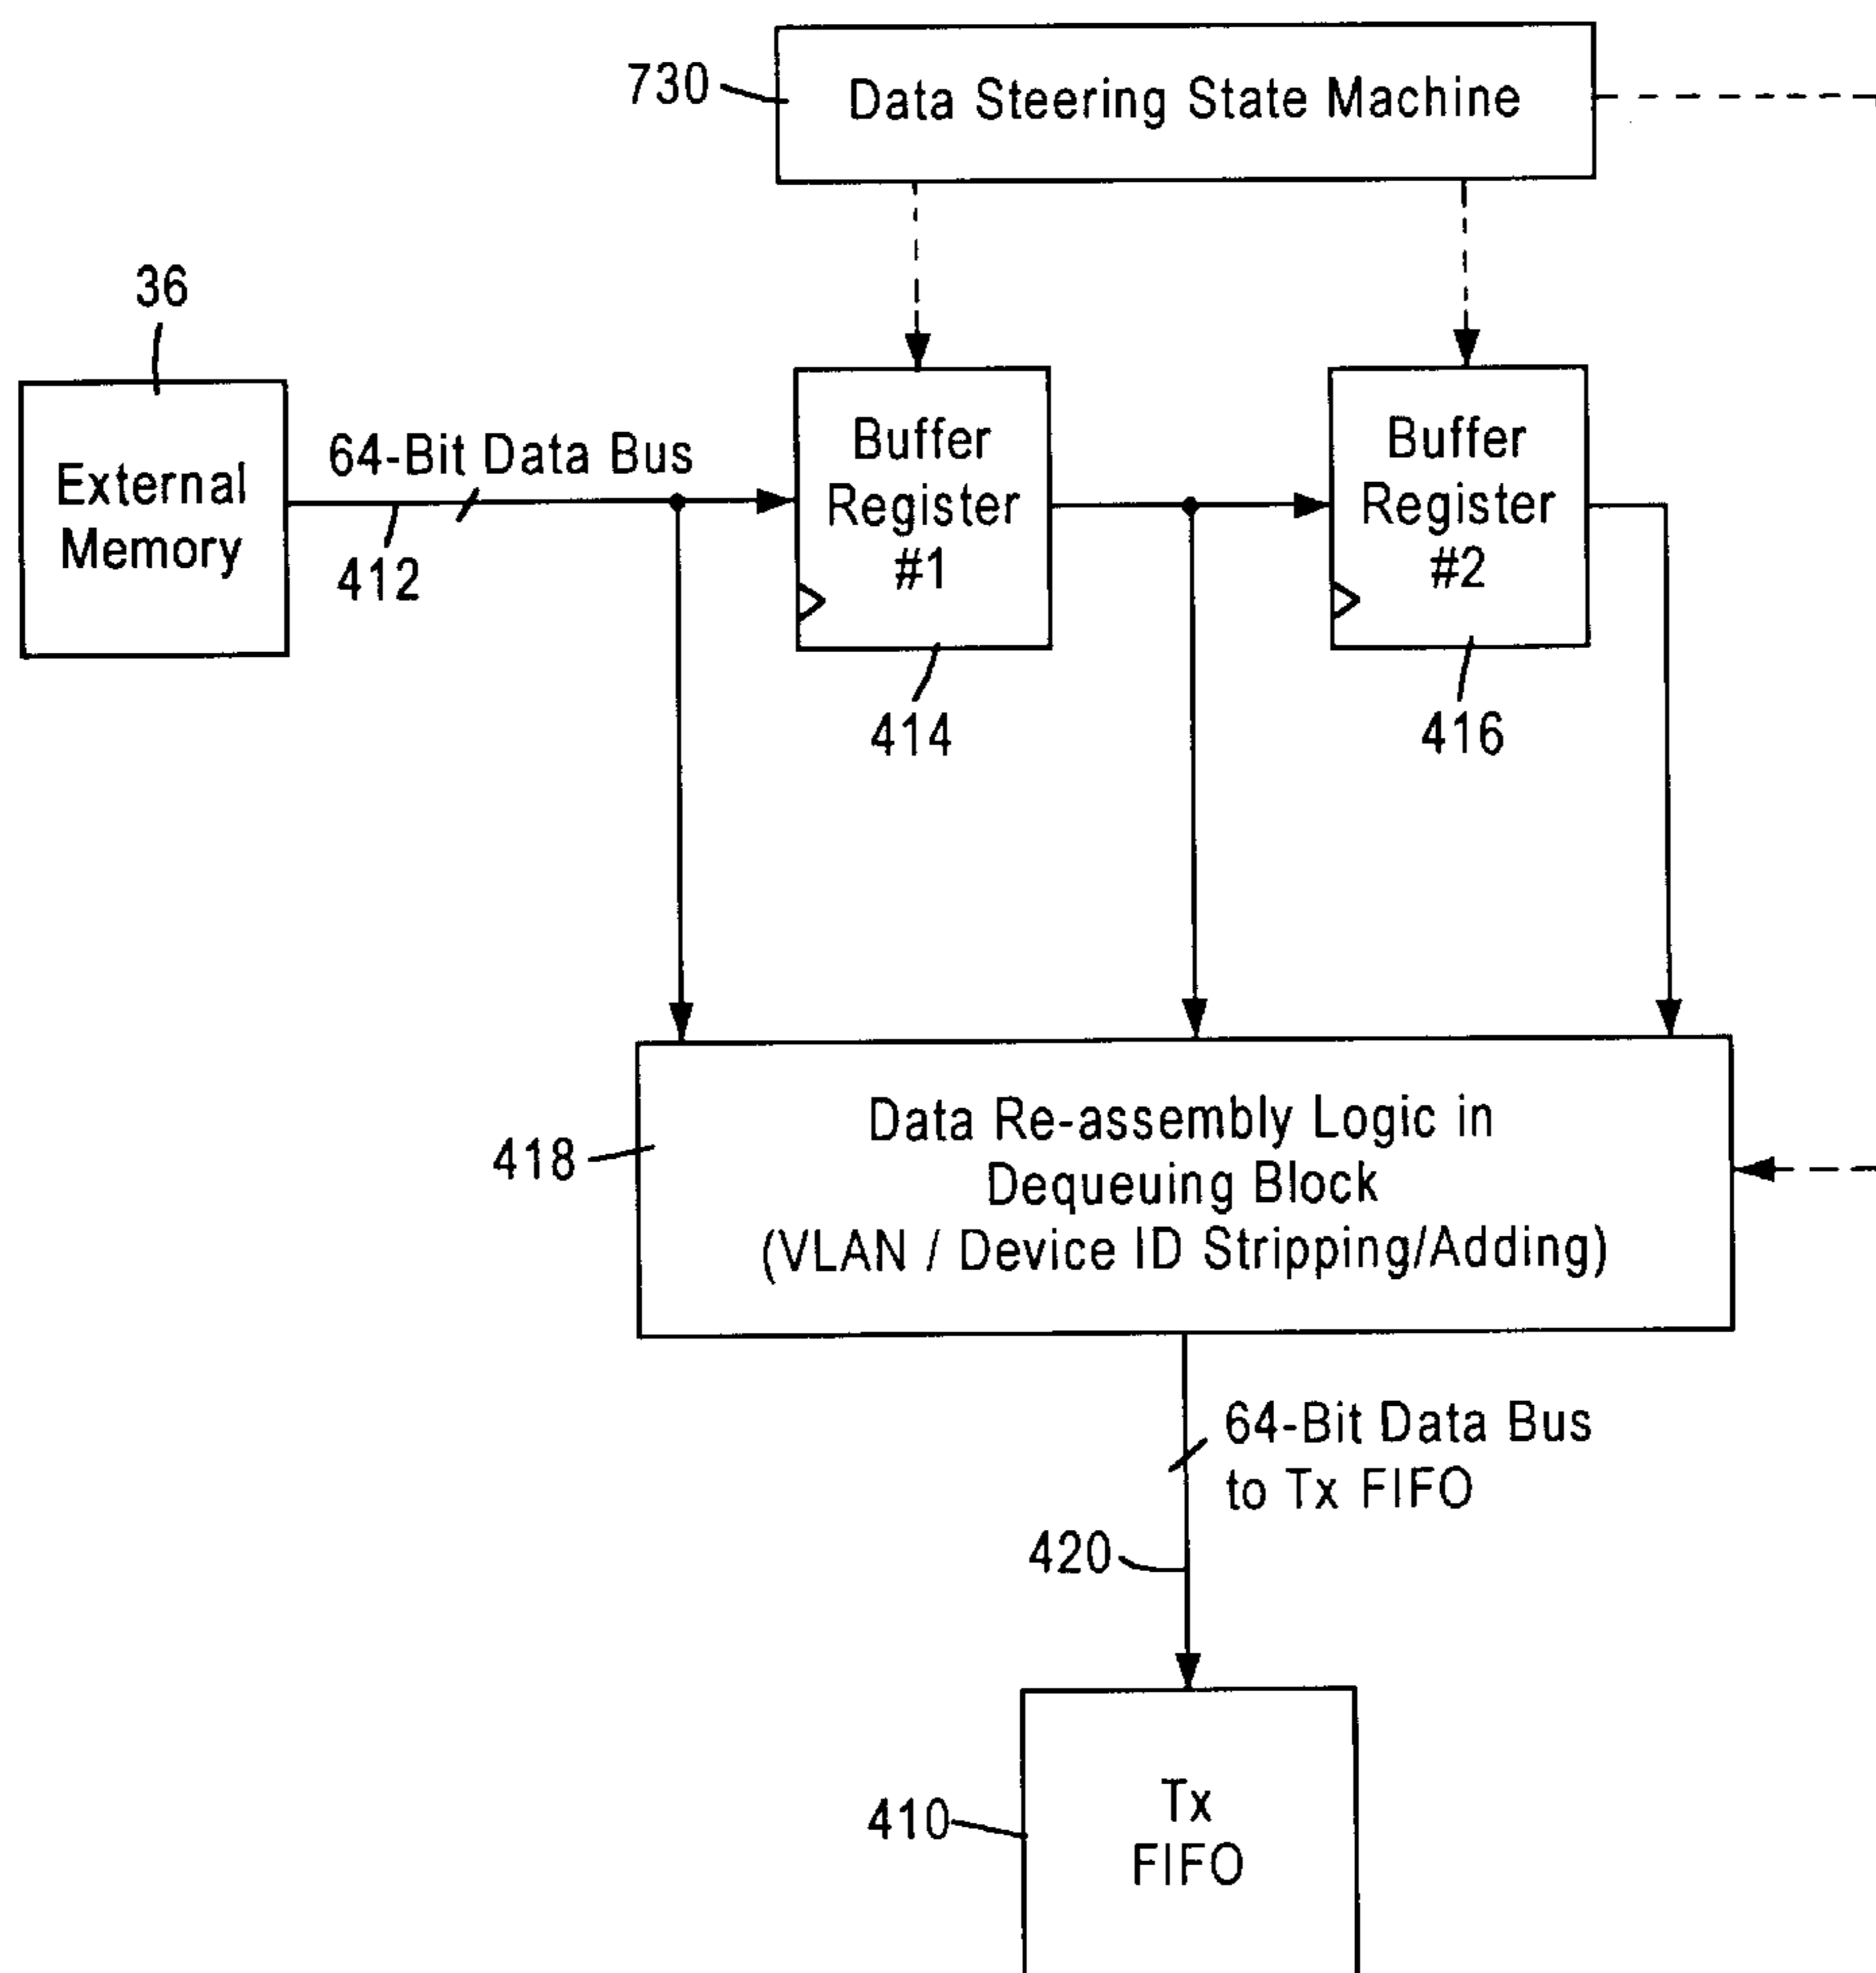 730
Data Steering State Machine
36
External
Memory
64-Bit Data Bus
412
Buffer
Register
#1
414
Buffer
Register
#2
416
418
Data Re-assembly Logic in
Dequeuing Block
(VLAN / Device ID Stripping/Adding)
64-Bit Data Bus
to Tx FIFO
420
410
Tx
FIFO